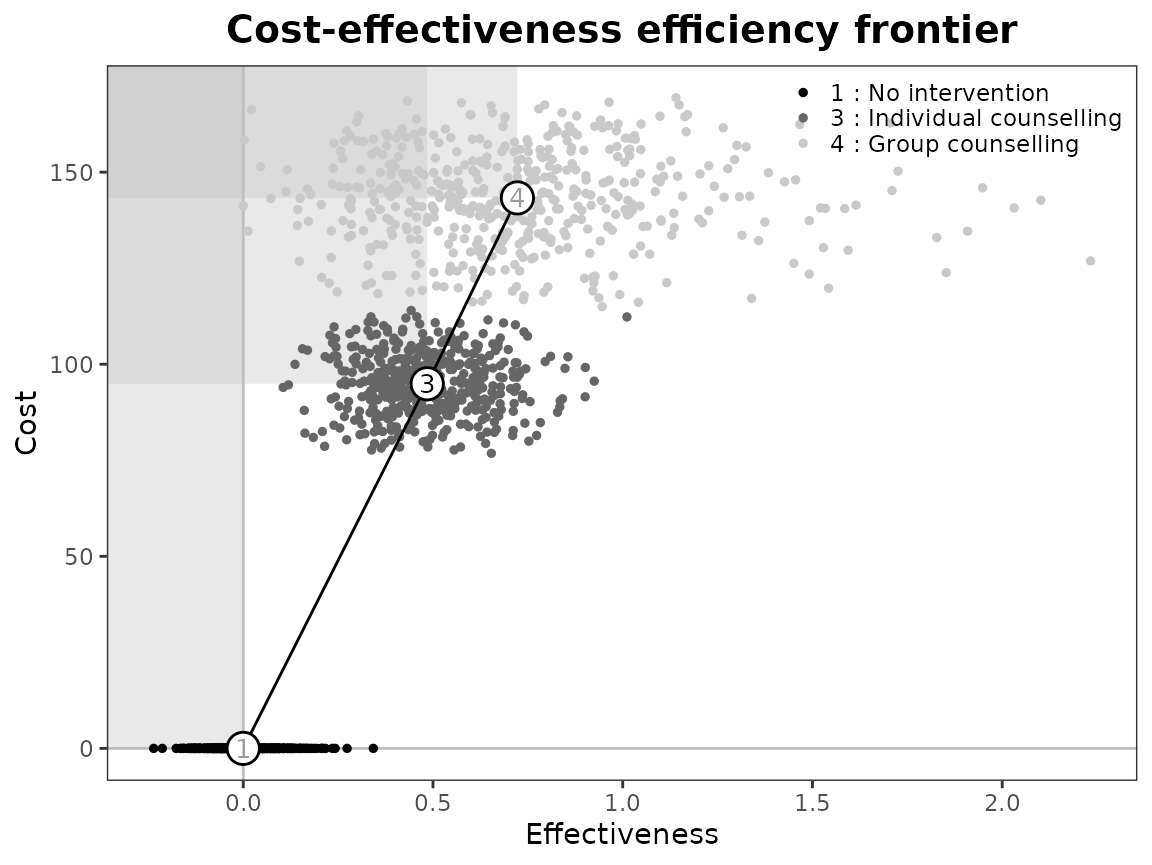 Cost-effectiveness efficiency frontier
1 : No intervention
3 : Individual counselling
4 : Group counselling
150
100
50
0
4
3
1
0.0 0.5 1.0 1.5 2.0
Cost
Effectiveness